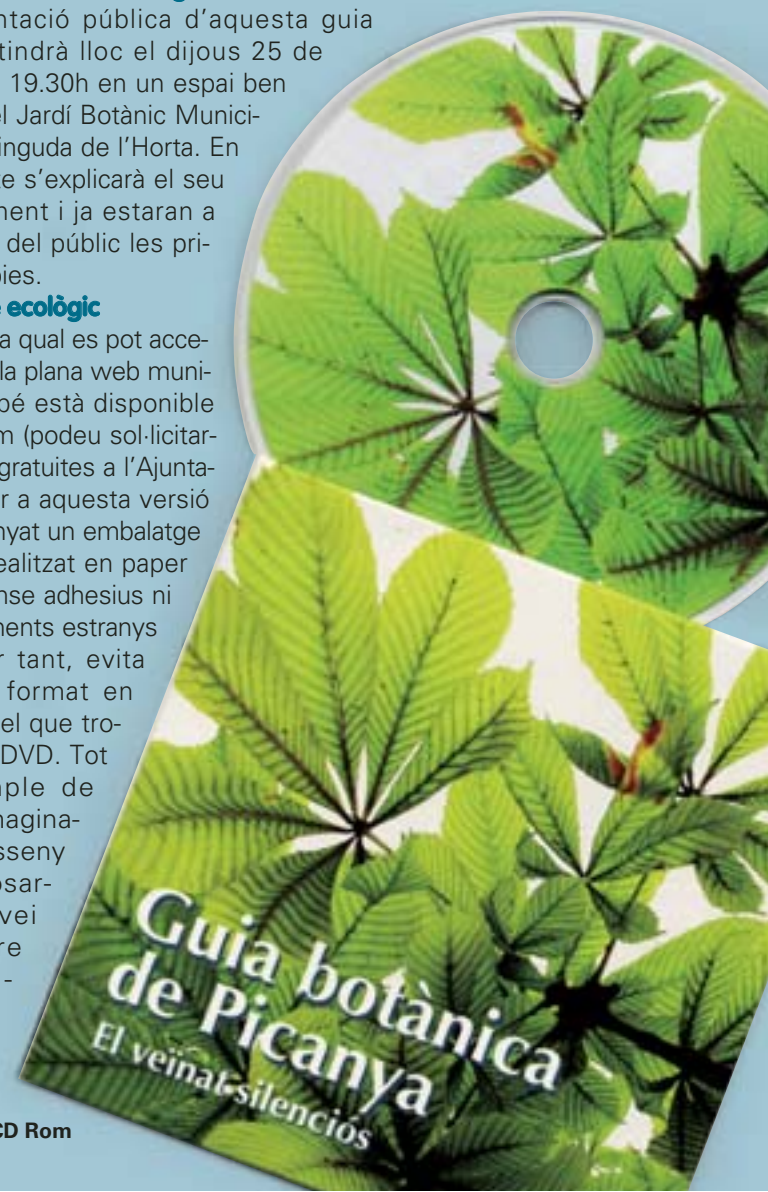 ntació pública d'aquesta guia
tindrà lloc el dijous 25 de
19.30h en un espai ben
el Jardí Botànic Munici-
inguda de l'Horta. En
te s'explicarà el seu
nent i ja estaran a
del públic les pri-
pies.
ecològic
a qual es pot acce-
la plana web muni-
bé està disponible
m (podeu sol·licitar-
gratuites a l'Ajunta-
r a aquesta versió
nyat un embalatge
ealitzat en paper
nse adhesius ni
ments estranys
r tant, evita
format en
el que tro-
DVD. Tot
ple de
magina-
sseny
osar-
vei
re
-
CD Rom
Guia botànica
de Picanya
El veïnat silenciós